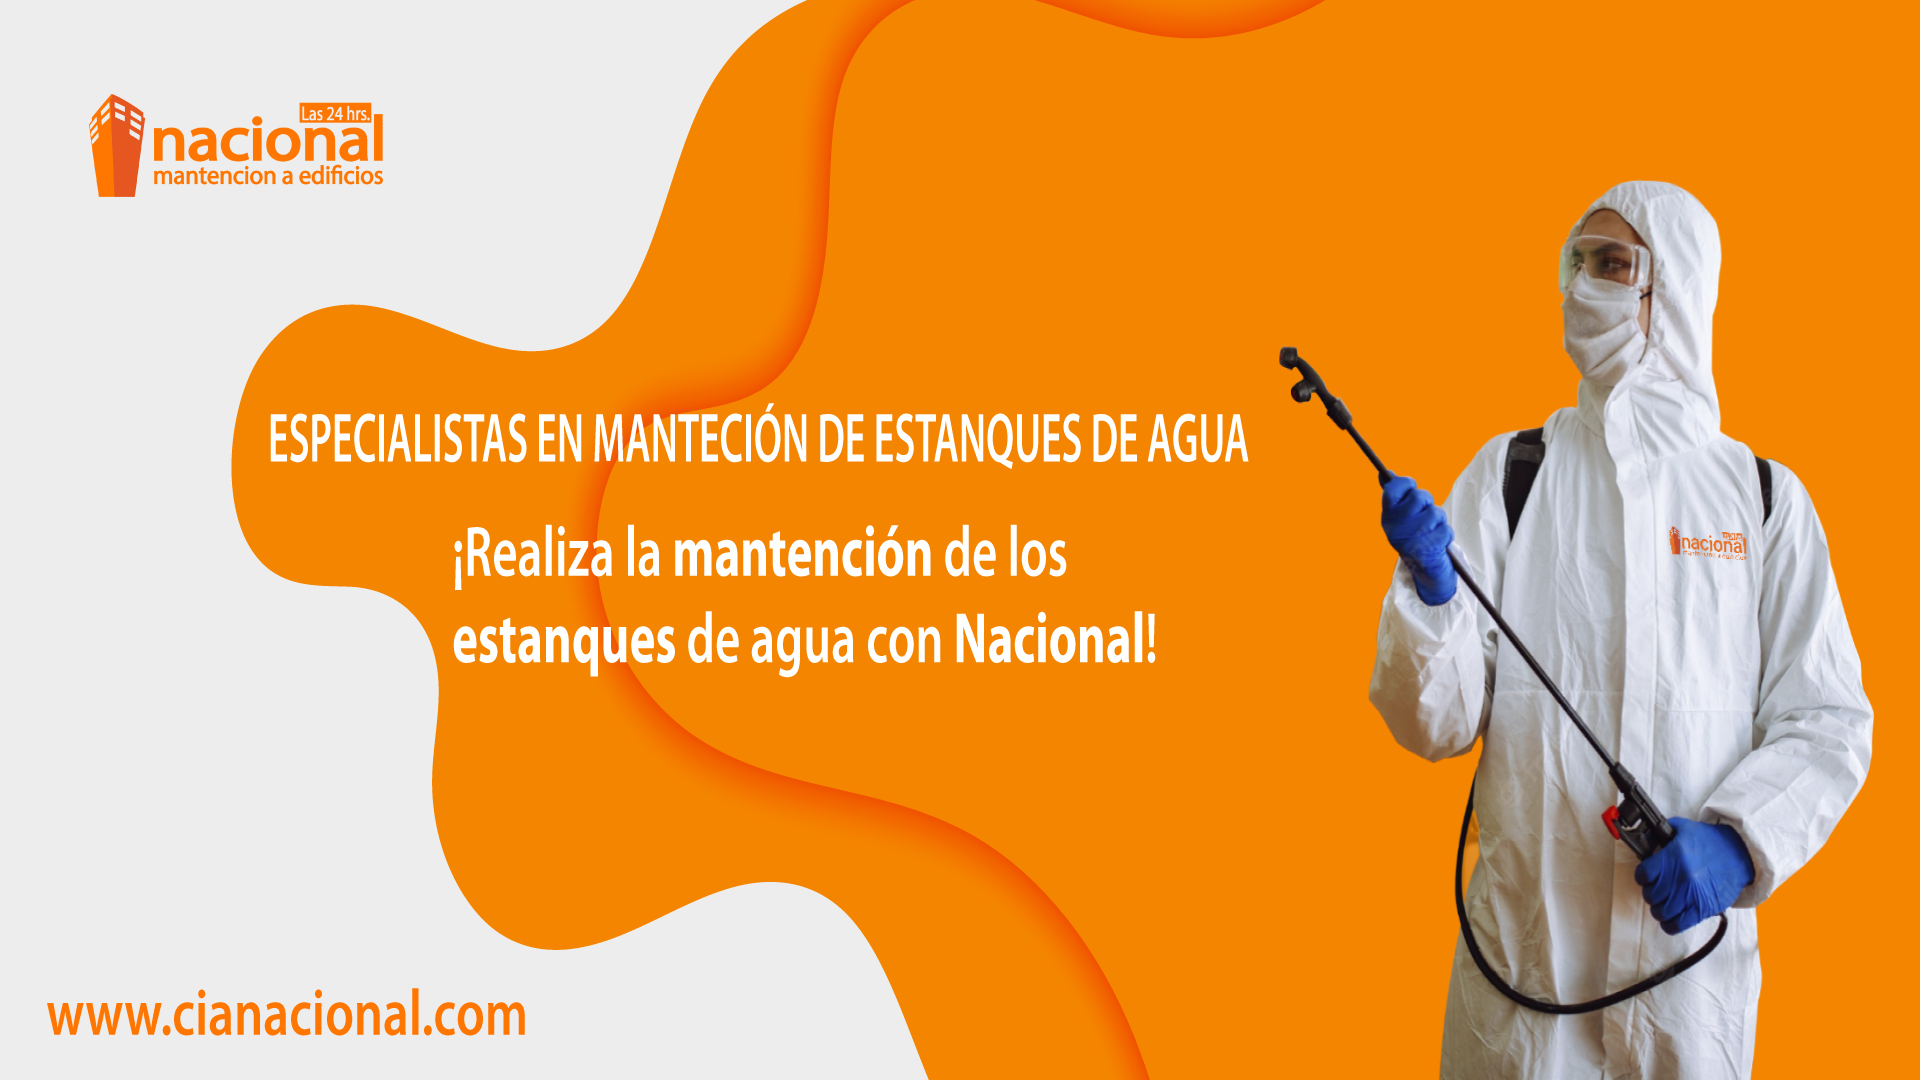 Las 24 hrs.
nacional
mantencion a edificios
ESPECIALISTAS EN MANTECIÓN DE ESTANQUES DE AGUA
¡Realiza la mantención de los
estanques de agua con Nacional!
nacional
www.cianacional.com